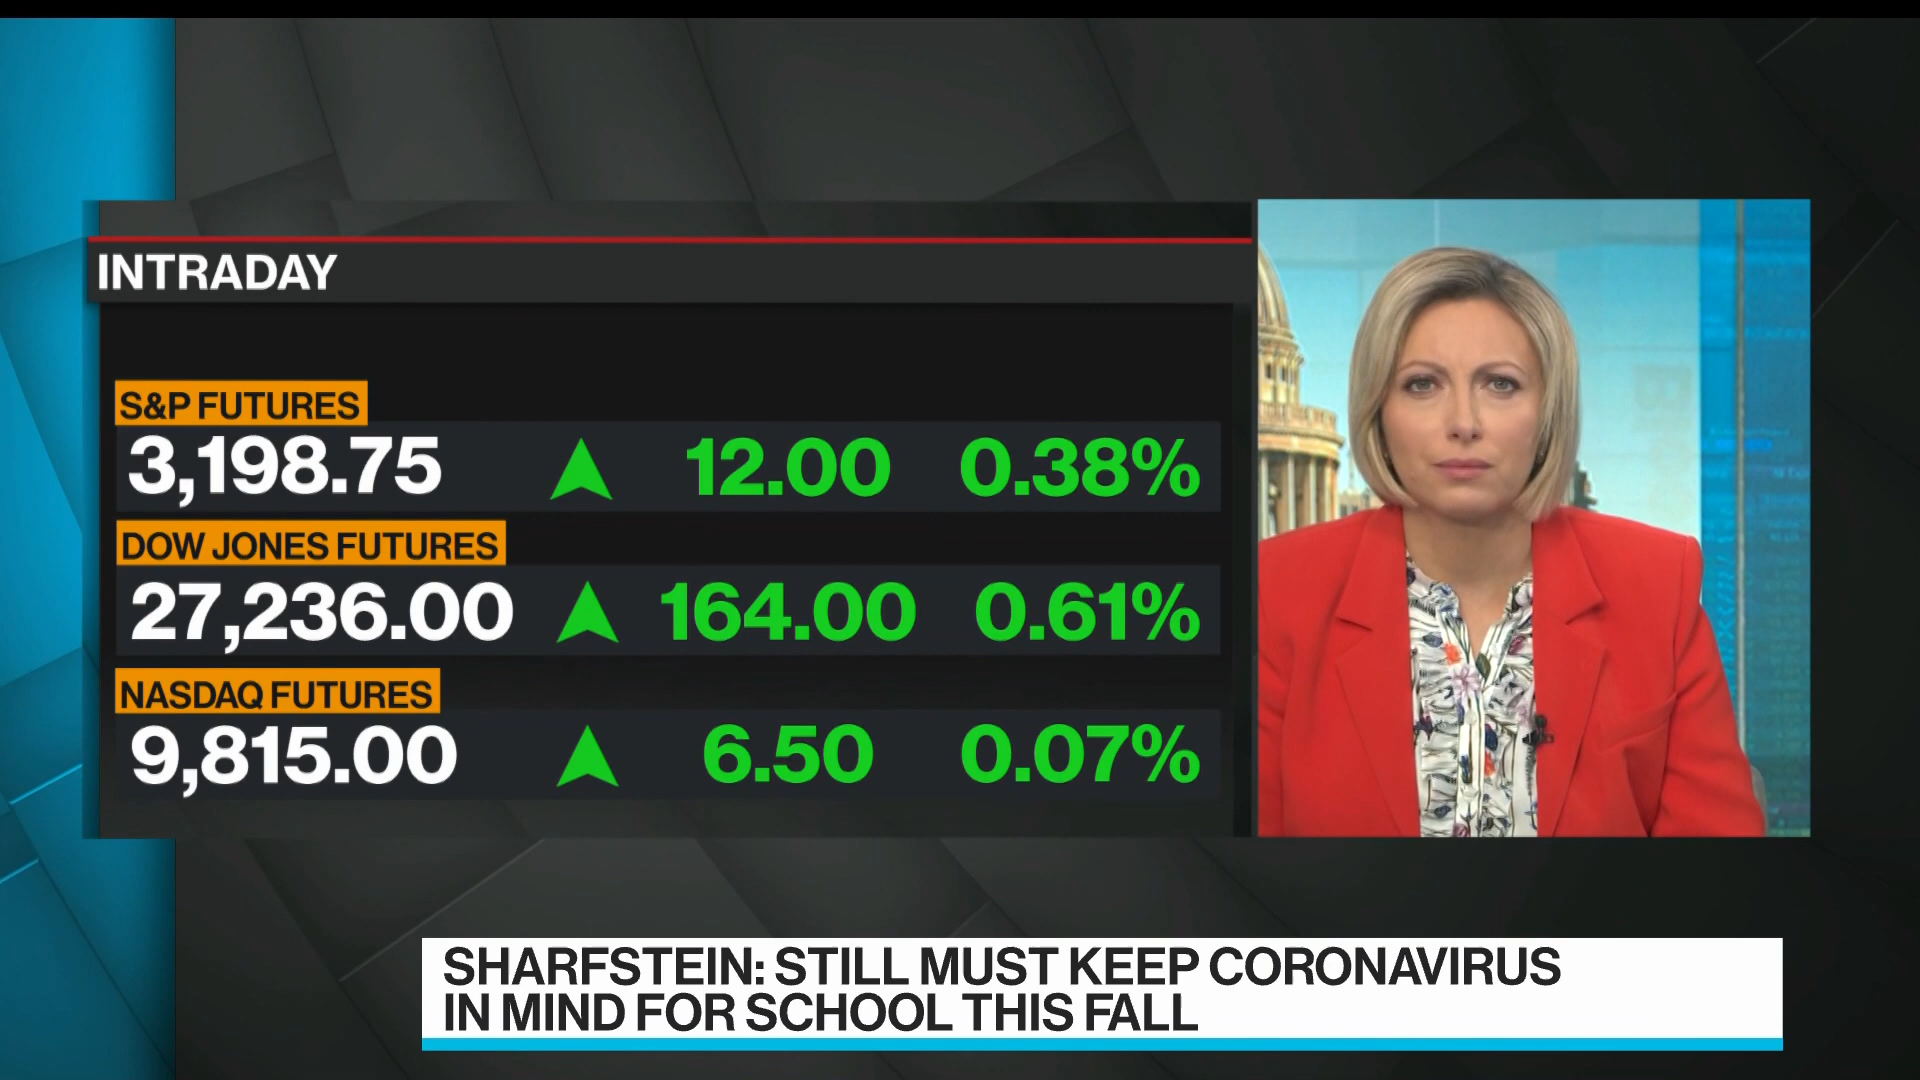 INTRADAY
S&P FUTURES
3,198.75 ▲ 12.00 0.38%
DOW JONES FUTURES
27,236.00 ▲ 164.00 0.61%
NASDAQ FUTURES
9,815.00 ▲ 6.50 0.07%
SHARFSTEIN: STILL MUST KEEP CORONAVIRUS
IN MIND FOR SCHOOL THIS FALL